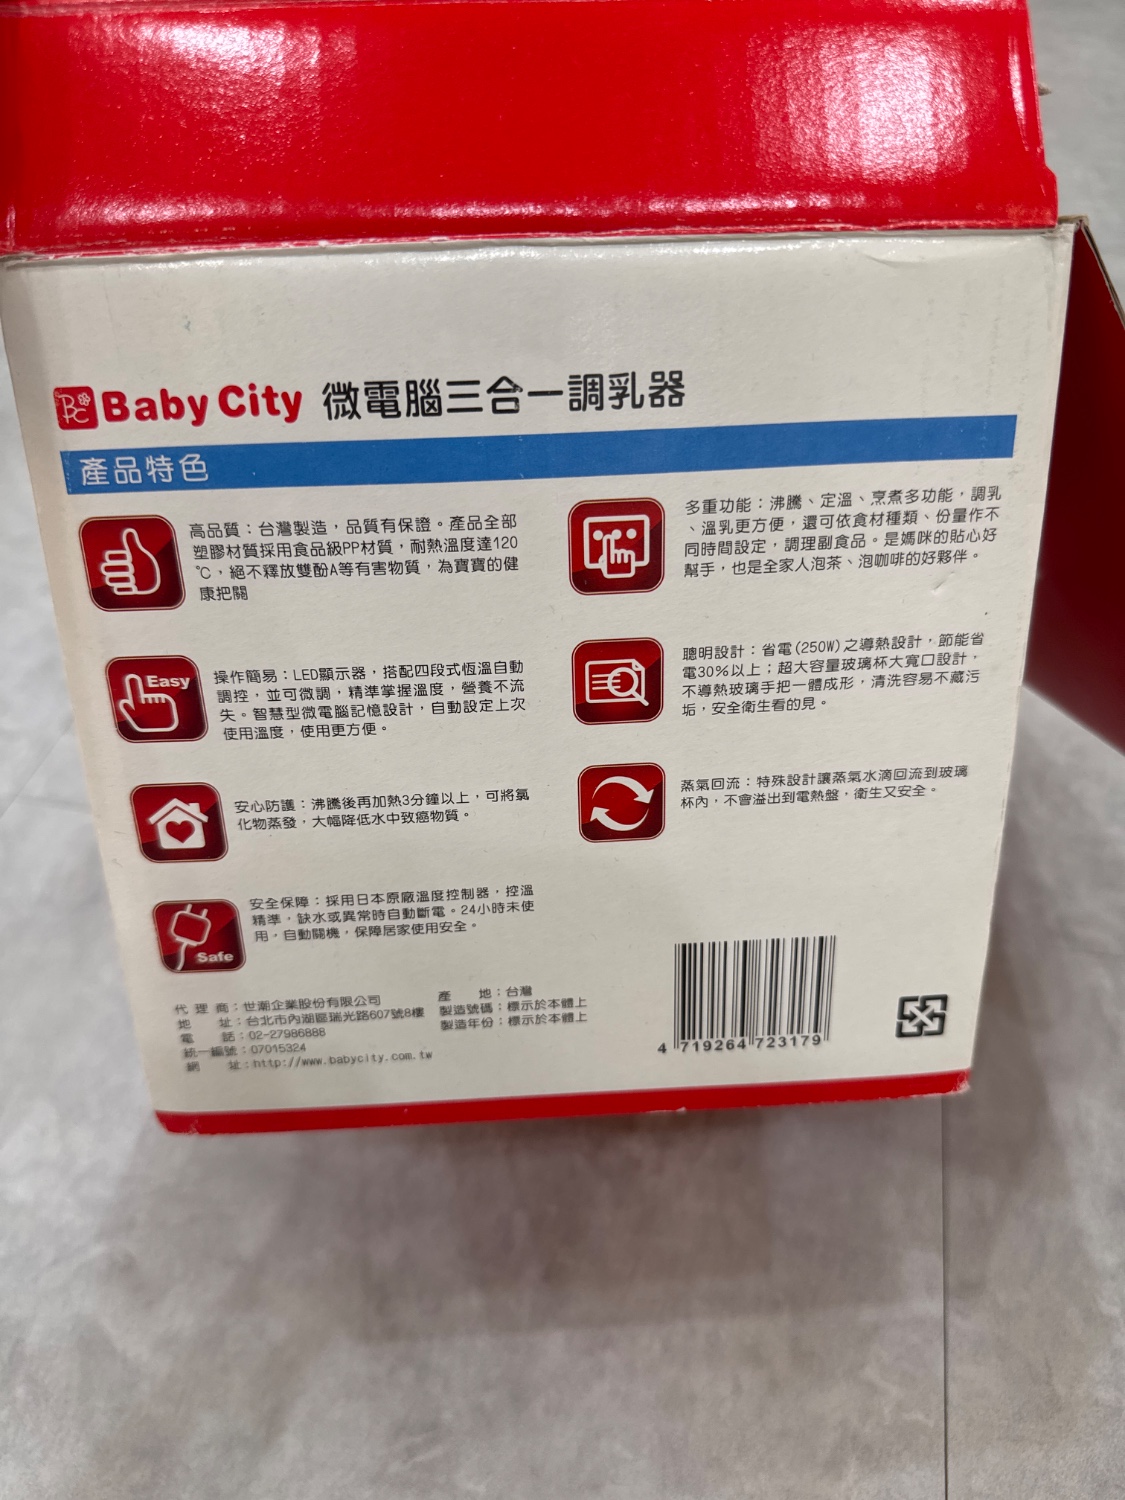 Baby City 微電腦三合一調乳器
產品特色
高品質：台灣製造，品質有保證。產品全部
塑膠材質採用食品級PP材質，耐熱溫度達120
℃，絕不釋放雙酚A等有害物質，為寶寶的健
康把關
Easy
操作簡易：LED顯示器，搭配四段式恆溫自動
調控，並可微調，精準掌握溫度，營養不流
失。智慧型微電腦記憶設計，自動設定上次
使用溫度，使用更方便。
安心防護：沸騰後再加熱3分鐘以上，可將氯
化物蒸發，大幅降低水中致癌物質。
Safe
安全保障：採用日本原廠溫度控制器，控溫
精準，缺水或異常時自動斷電。24小時未使
用，自動關機，保障居家使用安全。
多重功能：沸騰、定溫、烹煮多功能，調乳
、溫乳更方便，還可依食材種類、份量作不
同時間設定，調理副食品。是媽咪的貼心好
幫手，也是全家人泡茶、泡咖啡的好夥伴。
聰明設計：省電(250W)之導熱設計，節能省
電30%以上；超大容量玻璃杯大寬口設計，
不導熱玻璃手把一體成形，清洗容易不藏污
垢，安全衛生看的見。
蒸氣回流：特殊設計讓蒸氣水滴回流到玻璃
杯內，不會溢出到電熱盤，衛生又安全。
代理商：世潮企業股份有限公司
地址：台北市內湖區瑞光路607號8樓
電話：02-27986888
統一編號：07015324
網址：http://www.babycity.com.tw
產地：台灣
製造號碼：標示於本體上
製造年份：標示於本體上
4 719264 723179